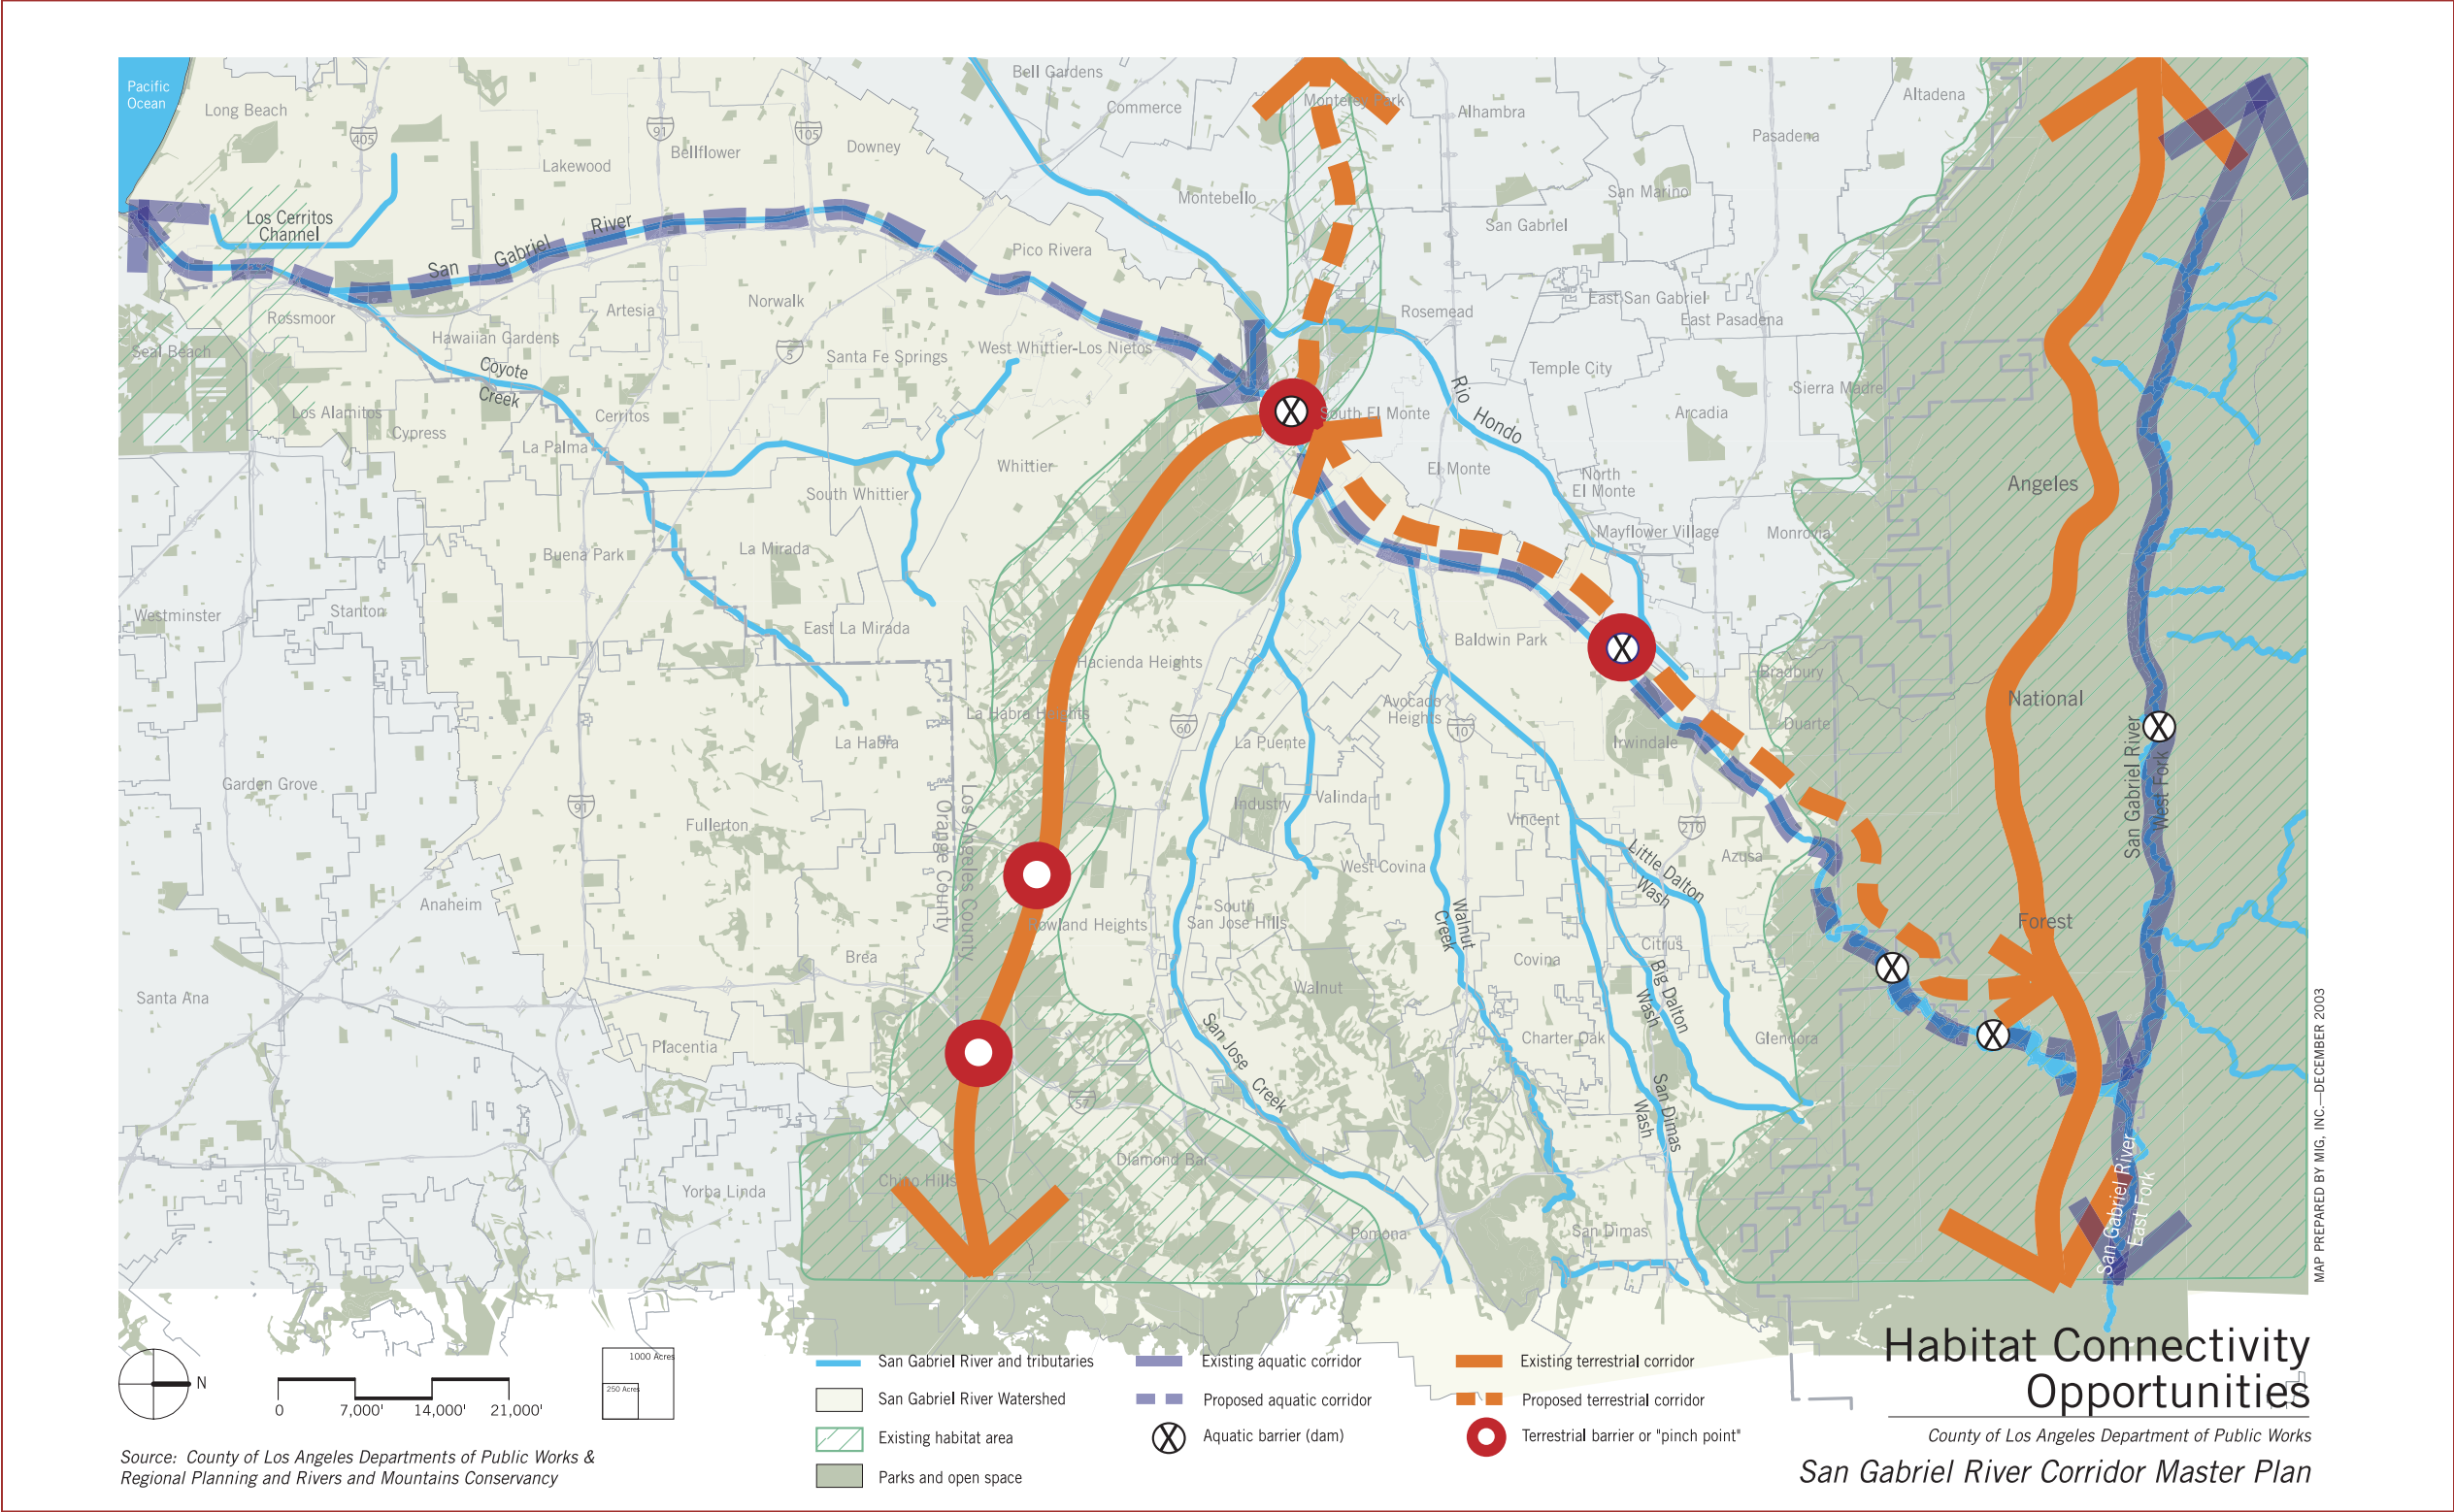 Pacific
Ocean
Long Beach
405
91
105
Bell Gardens
Commerce
Monterey Park
Alhambra
Altadena
Pasadena
Lakewood
Bellflower
Downey
Montebello
San Marino
San Gabriel
Los Cerritos
Channel
San Gabriel River
Pico Rivera
Rossmoor
Artesia
Norwalk
Rosemead
East San Gabriel
East Pasadena
Seal Beach
Hawaiian Gardens
5
Santa Fe Springs
West Whittier-Los Nietos
Temple City
Sierra Madre
Coyote
Creek
Los Alamitos
Cypress
Cerritos
La Palma
South El Monte
Rio Hondo
Arcadia
Whittier
El Monte
North
El Monte
Angeles
South Whittier
Mayflower Village
Monrovia
Buena Park
La Mirada
Westminster
Stanton
East La Mirada
Hacienda Heights
Baldwin Park
Bradbury
National
La Habra Heights
Avocado
Heights
Duarte
La Habra
60
10
La Puente
Irwindale
Garden Grove
91
Los Angeles County
Orange County
Industry
Valinda
Vincent
210
San Gabriel River
West Fork
Fullerton
West Covina
Little Dalton
Wash
Azusa
Anaheim
Rowland Heights
South
San Jose Hills
Walnut
Creek
Forest
Brea
Covina
Citrus
Santa Ana
Walnut
Big Dalton
Wash
Placentia
San Jose Creek
Charter Oak
Glendora
57
San Dimas
Wash
Chino Hills
Diamond Bar
Yorba Linda
Pomona
San Dimas
San Gabriel River
East Fork
MAP PREPARED BY MIG, INC.—DECEMBER 2003
N
0 7,000' 14,000' 21,000'
1000 Acres
250 Acres
San Gabriel River and tributaries
San Gabriel River Watershed
Existing habitat area
Parks and open space
Existing aquatic corridor
Proposed aquatic corridor
Aquatic barrier (dam)
Existing terrestrial corridor
Proposed terrestrial corridor
Terrestrial barrier or "pinch point"
Source: County of Los Angeles Departments of Public Works &
Regional Planning and Rivers and Mountains Conservancy
Habitat Connectivity
Opportunities
County of Los Angeles Department of Public Works
San Gabriel River Corridor Master Plan